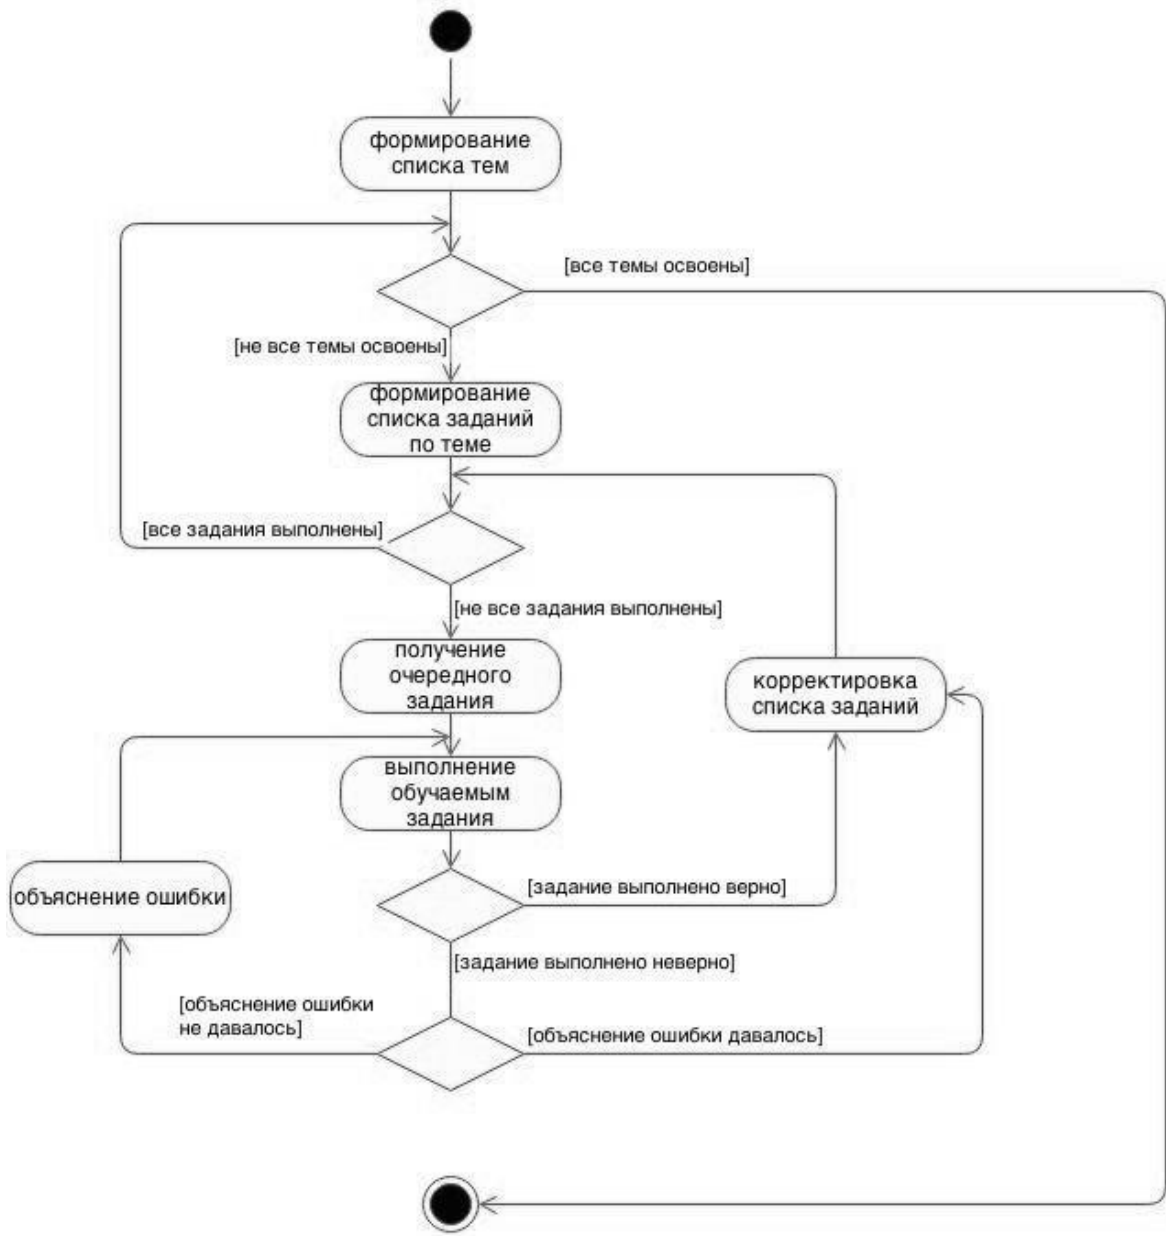 формирование
списка тем
[все темы освоены]
[не все темы освоены]
формирование
списка заданий
по теме
[все задания выполнены]
[не все задания выполнены]
получение
очередного
задания
корректировка
списка заданий
выполнение
обучаемым
задания
[задание выполнено верно]
объяснение ошибки
[задание выполнено неверно]
[объяснение ошибки
не давалось]
[объяснение ошибки давалось]